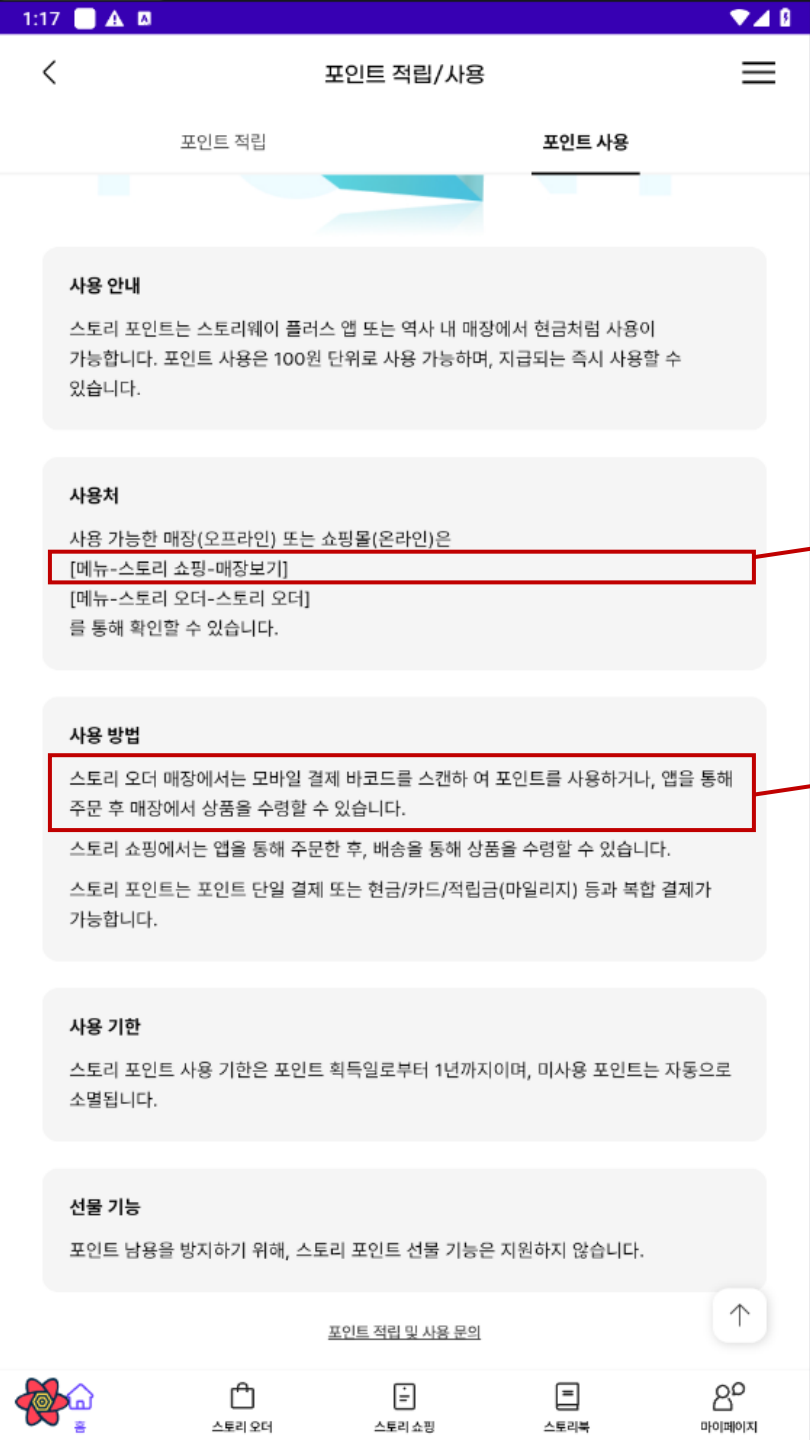 1:17
포인트 적립/사용
포인트 적립
포인트 사용
사용 안내
스토리 포인트는 스토리웨이 플러스 앱 또는 역사 내 매장에서 현금처럼 사용이
가능합니다. 포인트 사용은 100원 단위로 사용 가능하며, 지급되는 즉시 사용할 수
있습니다.
사용처
사용 가능한 매장(오프라인) 또는 쇼핑몰(온라인)은
[메뉴-스토리 쇼핑-매장보기]
[메뉴-스토리 오더-스토리 오더]
를 통해 확인할 수 있습니다.
사용 방법
스토리 오더 매장에서는 모바일 결제 바코드를 스캔하 여 포인트를 사용하거나, 앱을 통해
주문 후 매장에서 상품을 수령할 수 있습니다.
스토리 쇼핑에서는 앱을 통해 주문한 후, 배송을 통해 상품을 수령할 수 있습니다.
스토리 포인트는 포인트 단일 결제 또는 현금/카드/적립금(마일리지) 등과 복합 결제가
가능합니다.
사용 기한
스토리 포인트 사용 기한은 포인트 획득일로부터 1년까지이며, 미사용 포인트는 자동으로
소멸됩니다.
선물 기능
포인트 남용을 방지하기 위해, 스토리 포인트 선물 기능은 지원하지 않습니다.
포인트 적립 및 사용 문의
홈
스토리 오더
스토리 쇼핑
스토리북
마이페이지